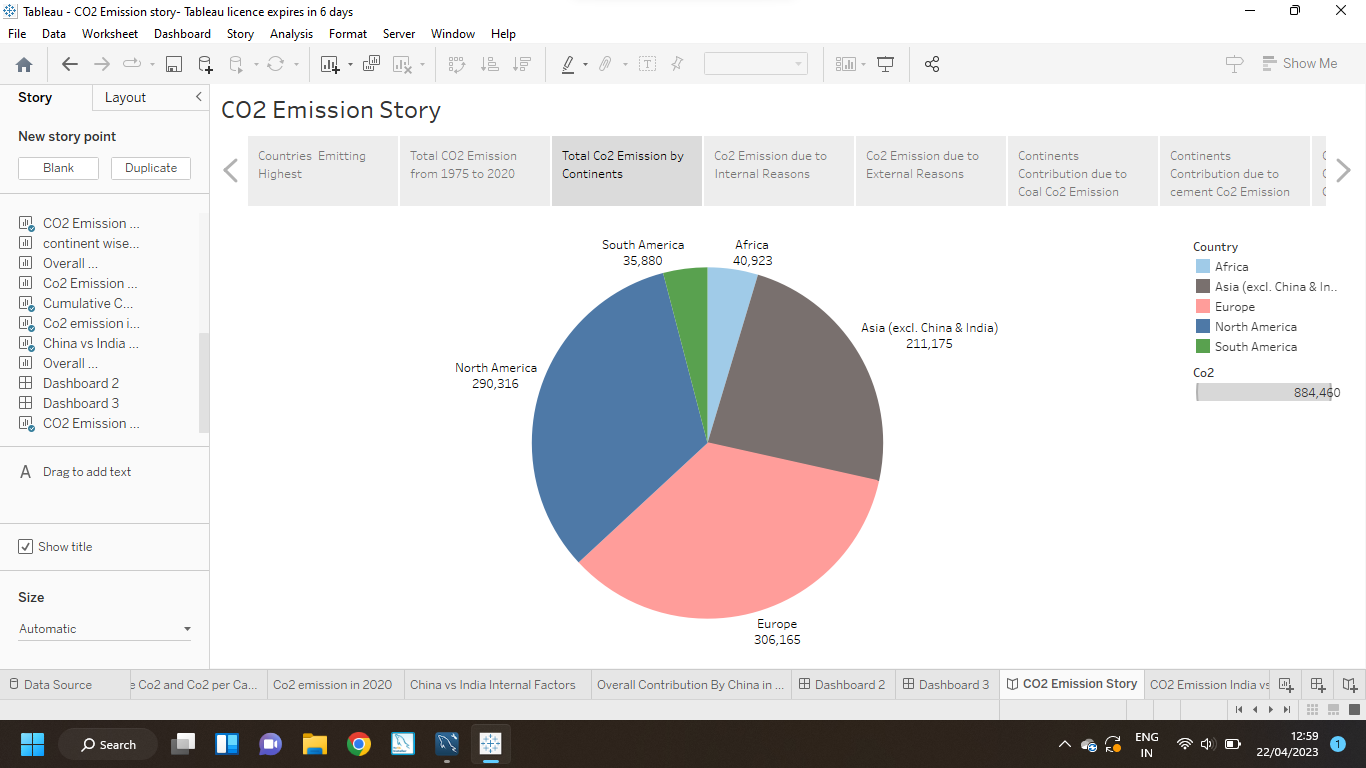 Tableau - CO2 Emission story- Tableau licence expires in 6 days
File Data Worksheet Dashboard Story Analysis Format Server Window Help
Show Me
Story Layout
New story point
Blank Duplicate
CO2 Emission ...
continent wise...
Overall ...
Co2 Emission ...
Cumulative C...
Co2 emission i...
China vs India ...
Overall ...
Dashboard 2
Dashboard 3
CO2 Emission ...
A Drag to add text
Show title
Size
Automatic
CO2 Emission Story
Countries Emitting
Highest
Total CO2 Emission
from 1975 to 2020
Total Co2 Emission by
Continents
Co2 Emission due to
Internal Reasons
Co2 Emission due to
External Reasons
Continents
Contribution due to
Coal Co2 Emission
Continents
Contribution due to
cement Co2 Emission
South America
35,880
Africa
40,923
Asia (excl. China & India)
211,175
North America
290,316
Europe
306,165
Country
Africa
Asia (excl. China & In..
Europe
North America
South America
Co2
884,460
Data Source e Co2 and Co2 per Ca... Co2 emission in 2020 China vs India Internal Factors Overall Contribution By China in ... Dashboard 2 Dashboard 3 CO2 Emission Story CO2 Emission India vs
Search
ENG
IN
12:59
22/04/2023
1